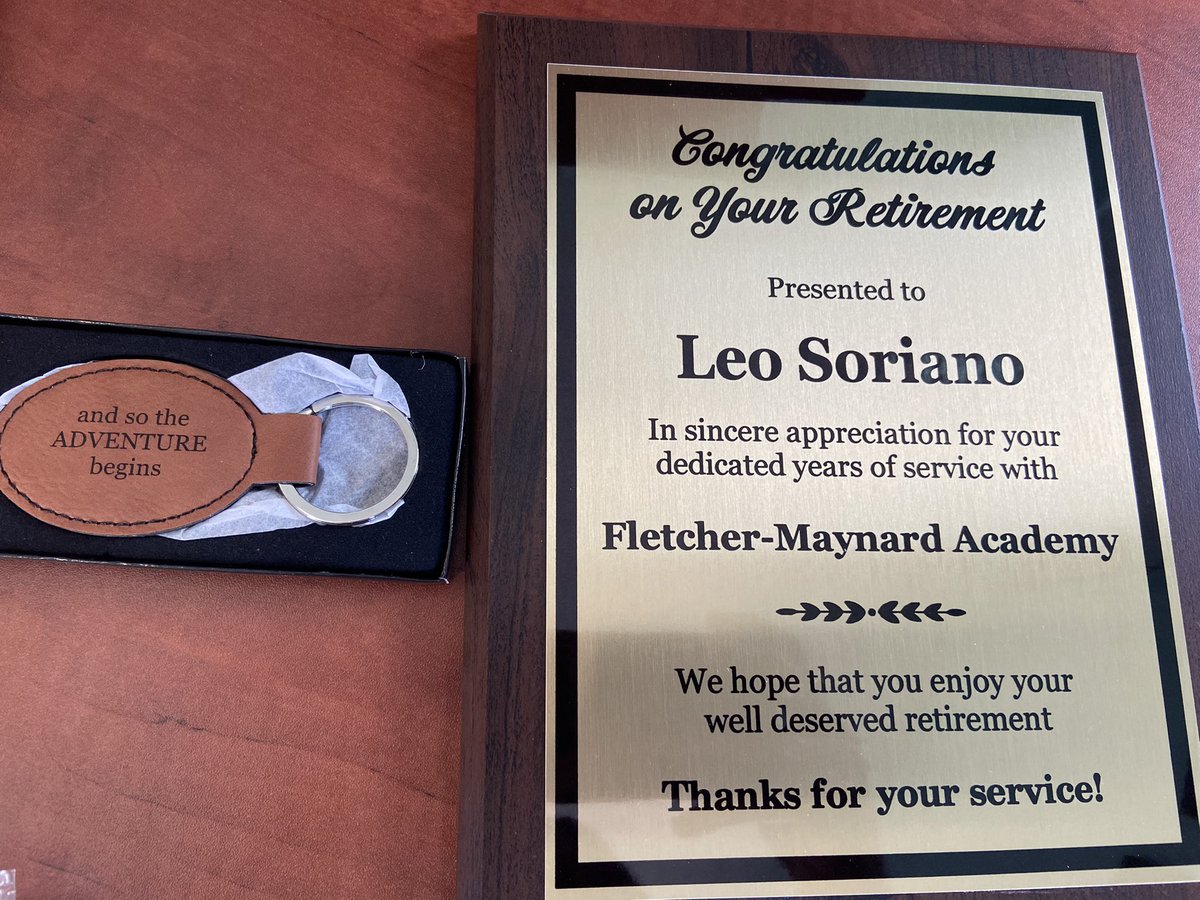 and so the
ADVENTURE
begins
Congratulations
on Your Retirement
Presented to
Leo Soriano
In sincere appreciation for your
dedicated years of service with
Fletcher-Maynard Academy
We hope that you enjoy your
well deserved retirement
Thanks for your service!